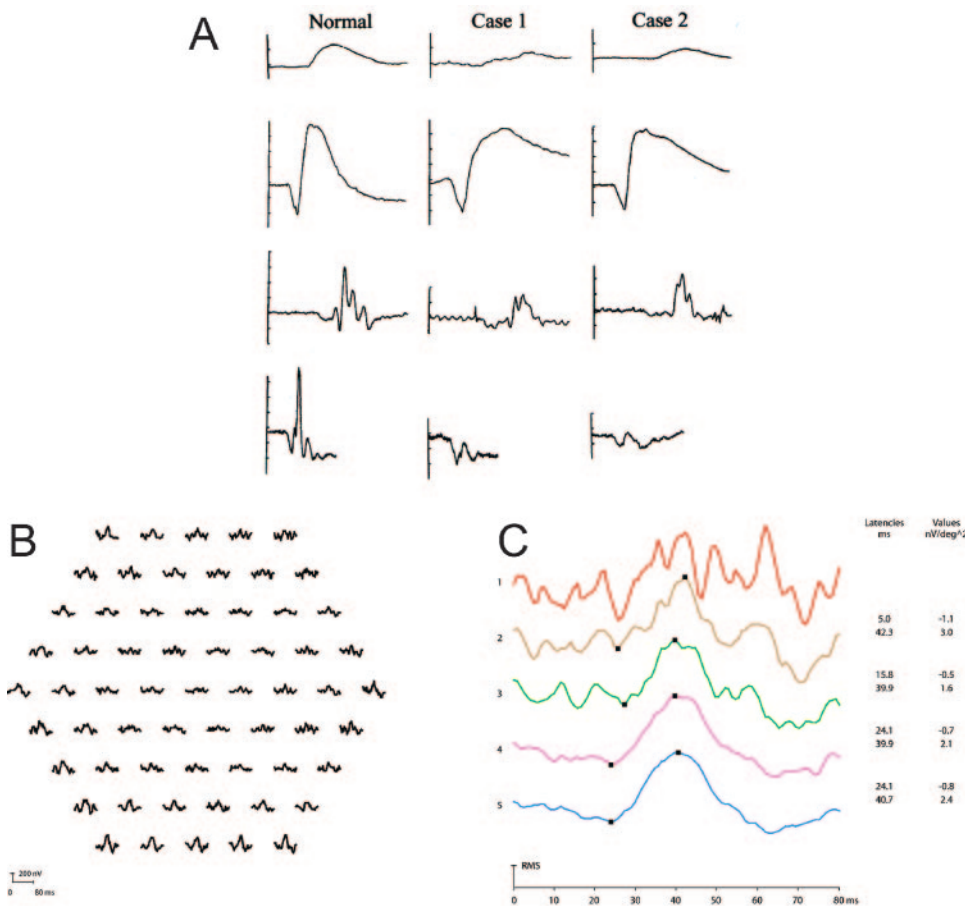 A
Normal Case 1 Case 2
B
C
Latencies Values
ms nV/deg^2
1
5.0 -1.1
2
42.3 3.0
15.8 -0.5
3
39.9 1.6
24.1 -0.7
4
39.9 2.1
24.1 -0.8
5
40.7 2.4
200 nV
0 80 ms
RMS
0 10 20 30 40 50 60 70 80 ms